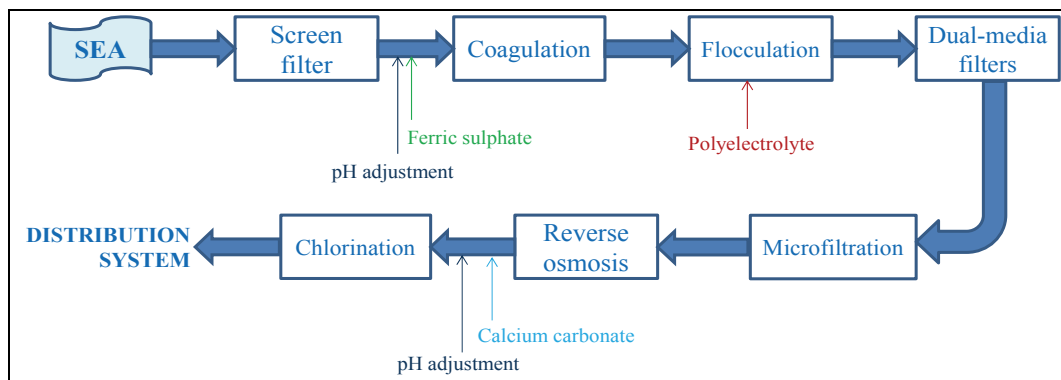 SEA
Screen
filter
Coagulation
Flocculation
Dual-media
filters
Ferric sulphate
pH adjustment
Polyelectrolyte
DISTRIBUTION
SYSTEM
Chlorination
Reverse
osmosis
Microfiltration
Calcium carbonate
pH adjustment